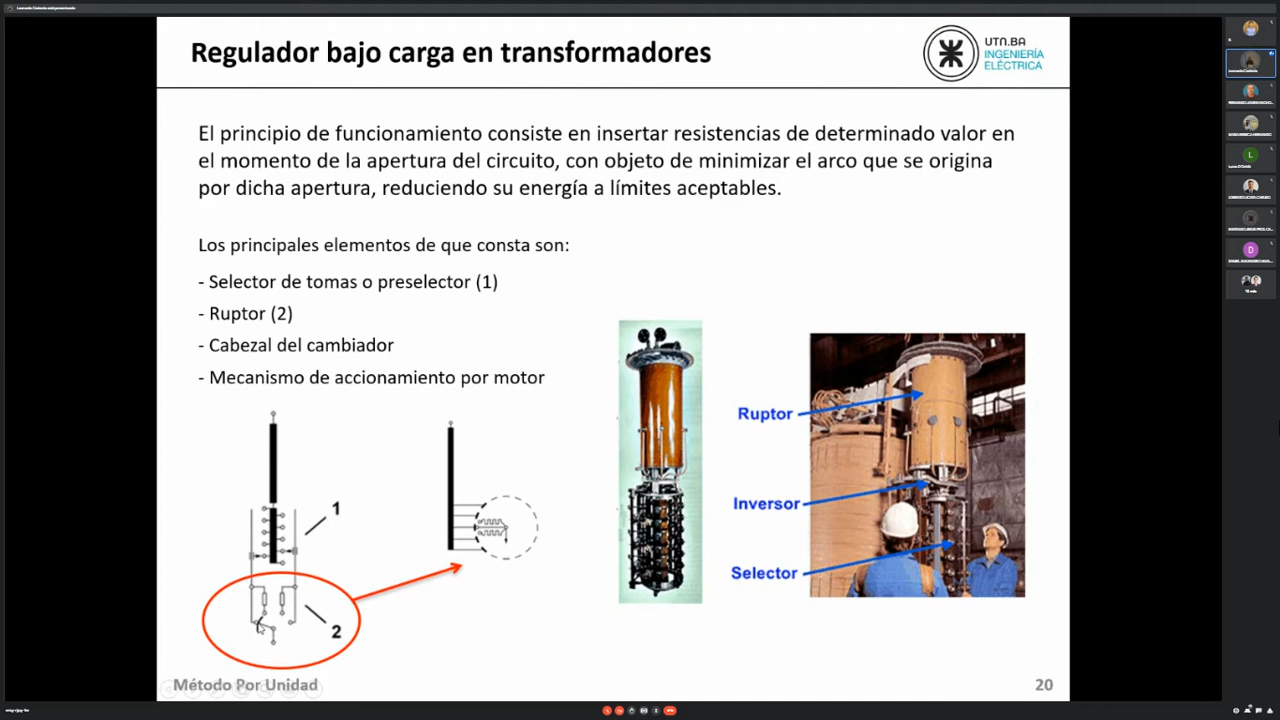 Regulador bajo carga en transformadores
UTN.BA
INGENIERÍA
ELÉCTRICA
El principio de funcionamiento consiste en insertar resistencias de determinado valor en
el momento de la apertura del circuito, con objeto de minimizar el arco que se origina
por dicha apertura, reduciendo su energía a límites aceptables.
Los principales elementos de que consta son:
- Selector de tomas o preselector (1)
- Ruptor (2)
- Cabezal del cambiador
- Mecanismo de accionamiento por motor
1
2
Ruptor
Inversor
Selector
Método Por Unidad
20
L
D